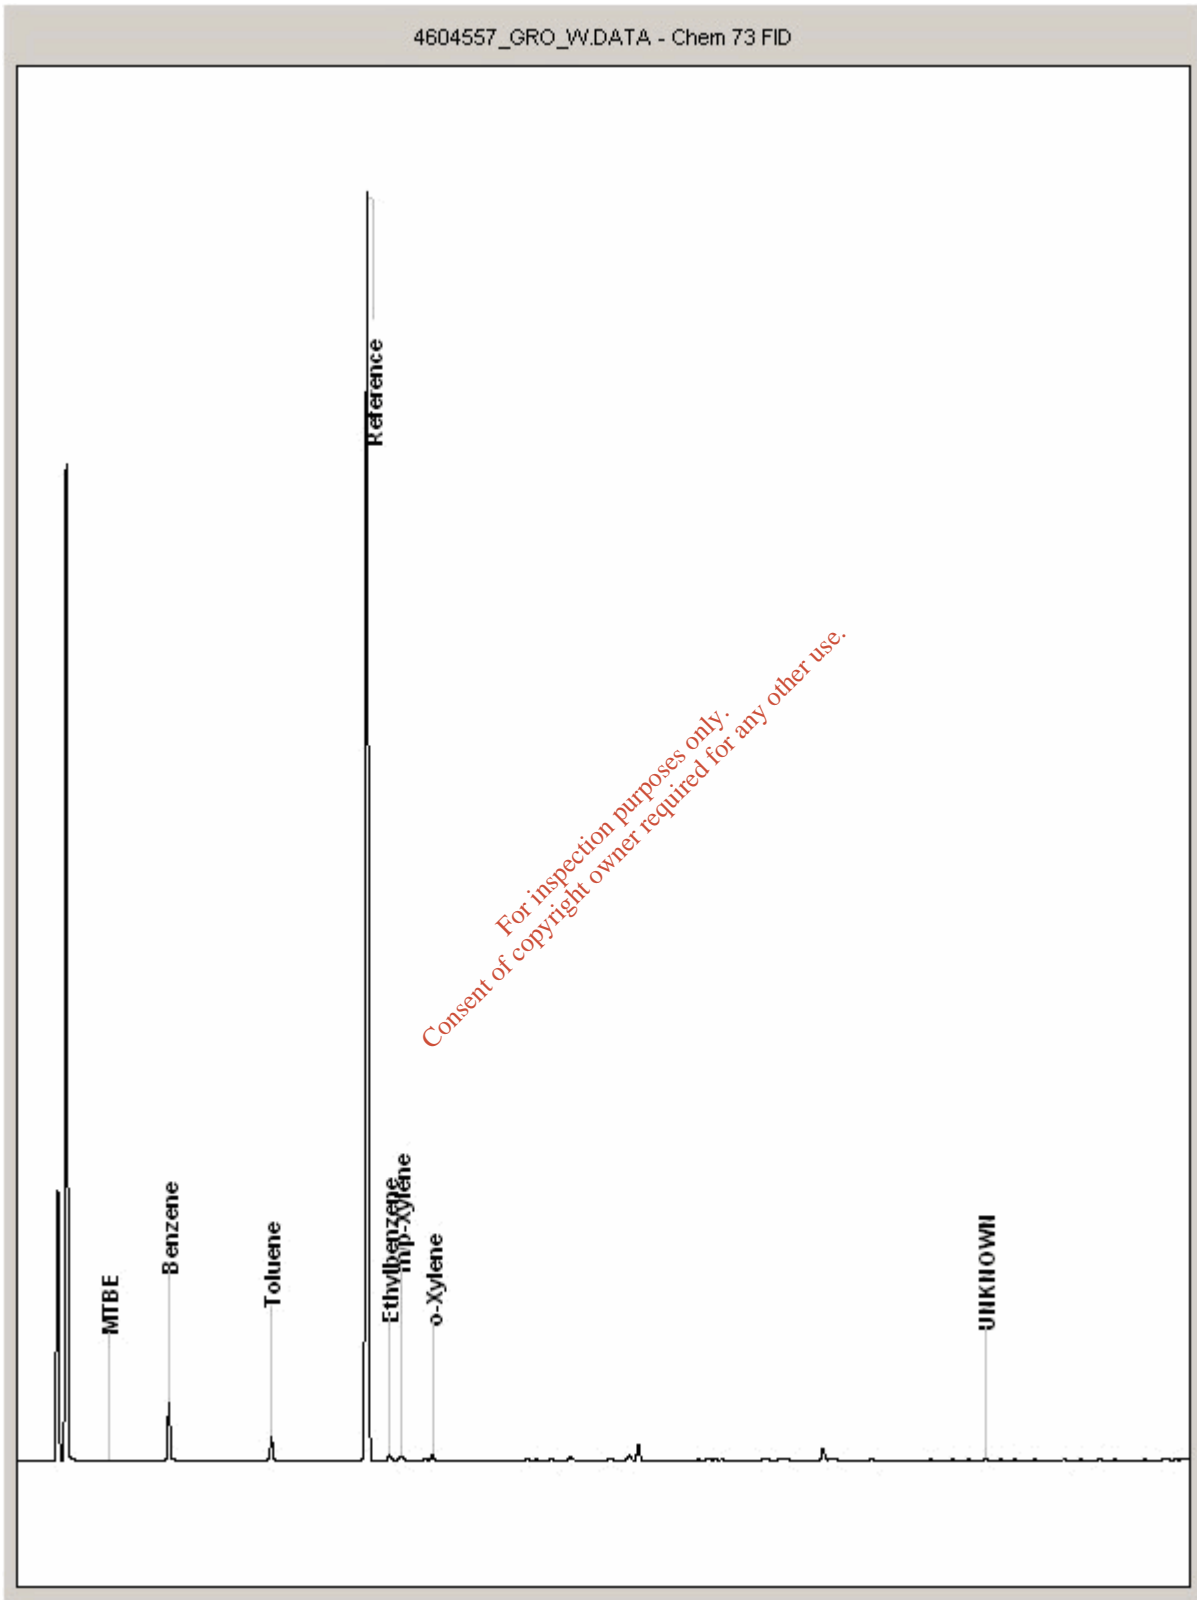 4604557_GRO_W.DATA - Chem 73 FID
Reference
For inspection purposes only.
Consent of copyright owner required for any other use.
MTBE
Benzene
Toluene
Ethylbenzene
m/p-Xylene
o-Xylene
UNKNOWN